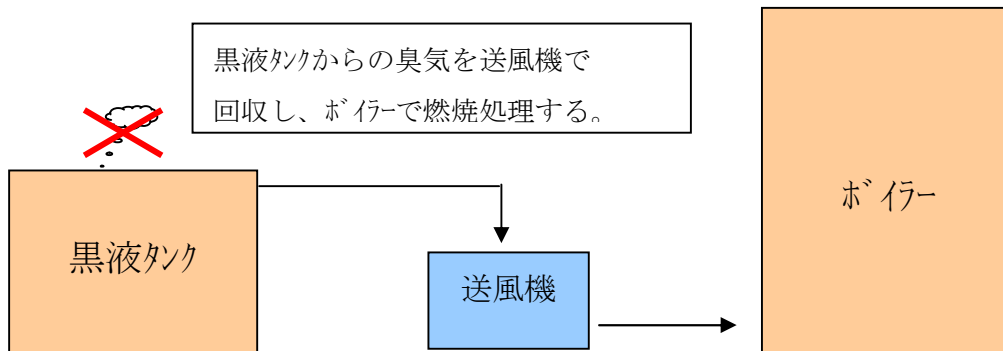 黒液ﾀﾝｸからの臭気を送風機で
回収し、ﾎﾞｲﾗｰで燃焼処理する。
ﾎﾞｲﾗｰ
黒液ﾀﾝｸ
送風機